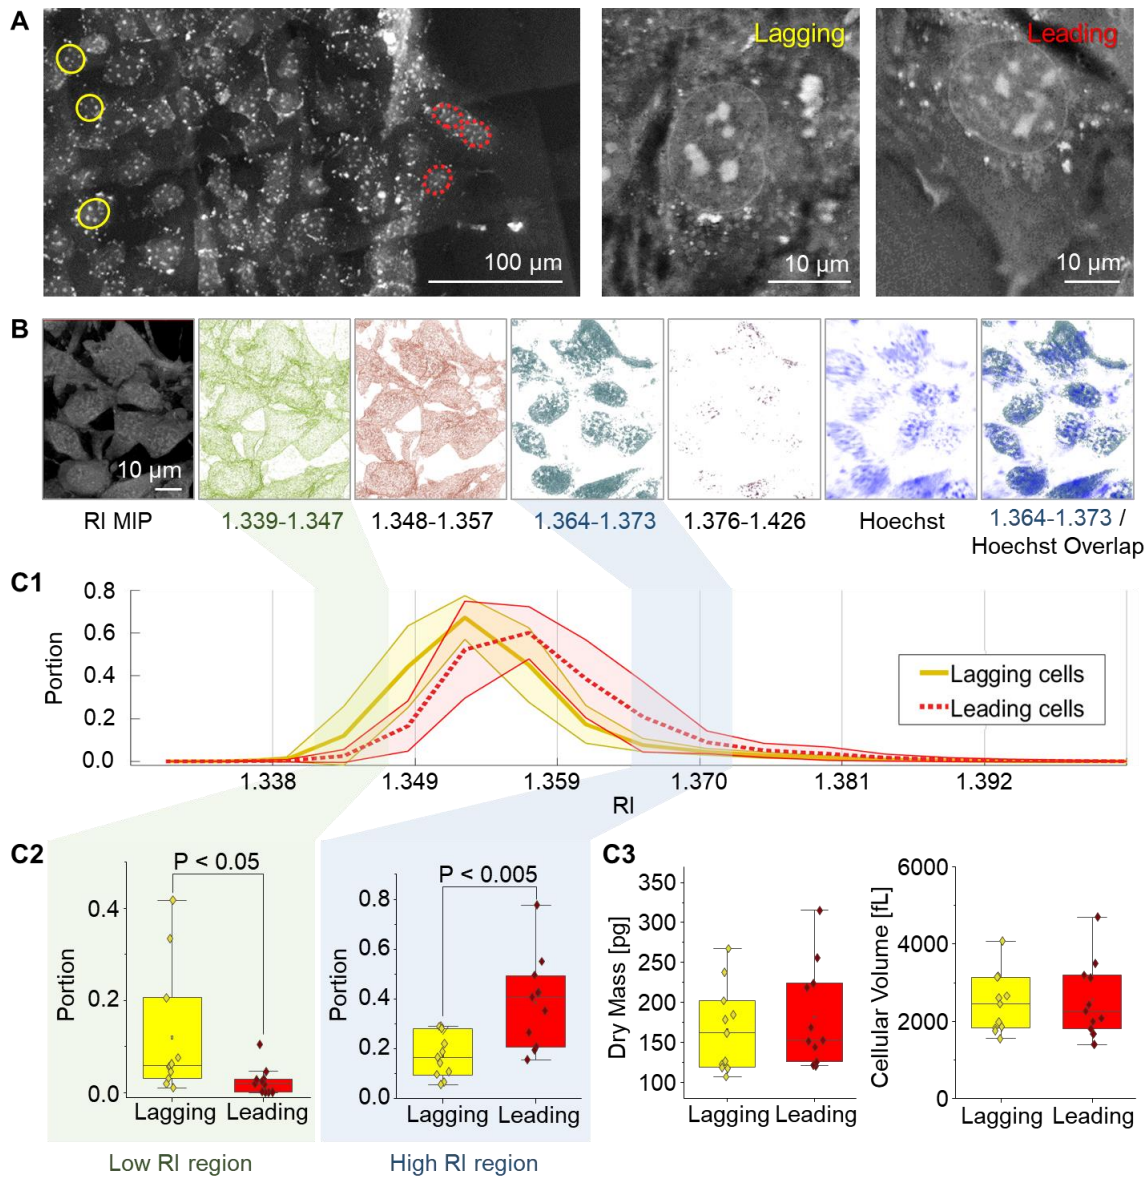 A
Lagging
Leading
100 µm
10 µm
10 µm
B
10 µm
RI MIP
1.339-1.347
1.348-1.357
1.364-1.373
1.376-1.426
Hoechst
1.364-1.373 /
Hoechst Overlap
C1
Portion
0.8
0.6
0.4
0.2
0.0
Lagging cells
Leading cells
1.338
1.349
1.359
1.370
1.381
1.392
RI
C2
P < 0.05
Portion
0.4
0.2
0.0
Lagging
Leading
Low RI region
P < 0.005
Portion
0.8
0.6
0.4
0.2
0.0
Lagging
Leading
High RI region
C3
Dry Mass [pg]
350
300
250
200
150
100
Lagging
Leading
Cellular Volume [fL]
6000
4000
2000
0
Lagging
Leading